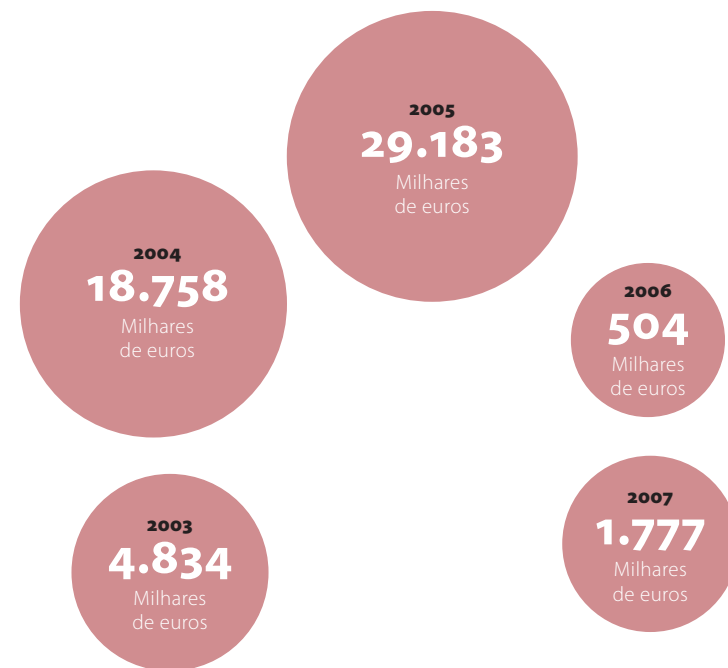 2005
29.183
Milhares
de euros
2004
18.758
Milhares
de euros
2006
504
Milhares
de euros
2003
4.834
Milhares
de euros
2007
1.777
Milhares
de euros